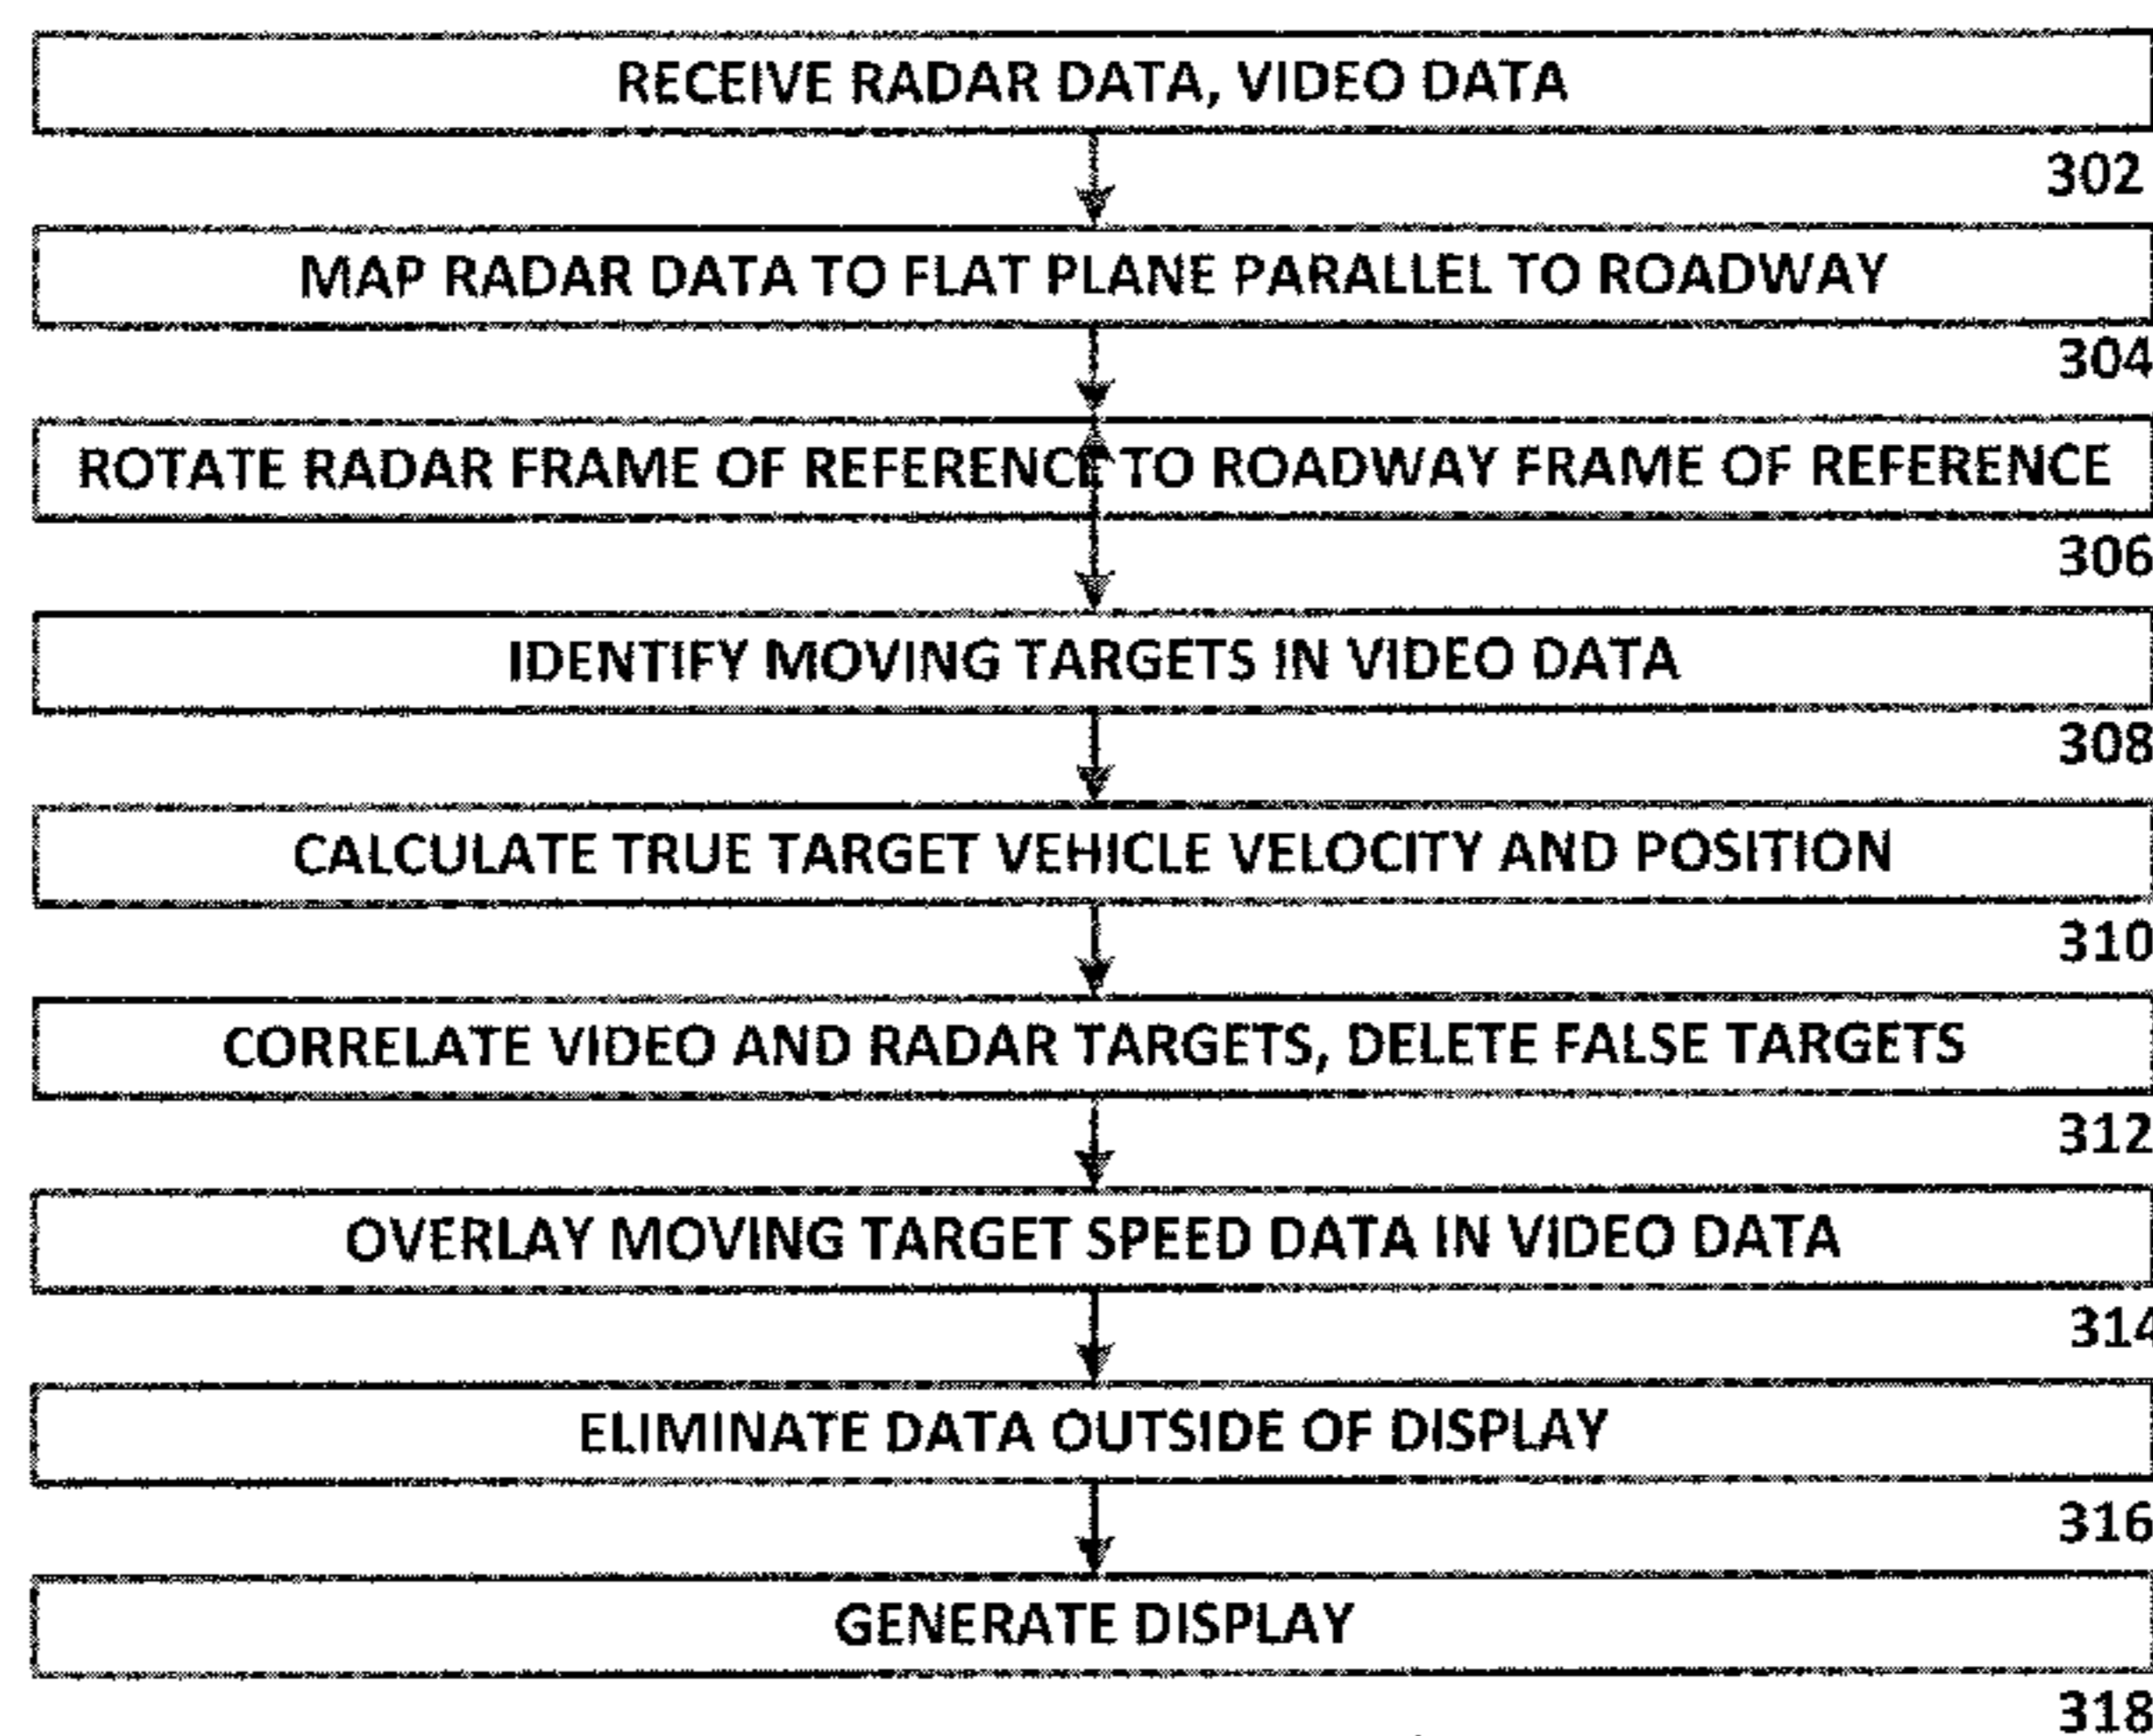 RECEIVE RADAR DATA, VIDEO DATA
302
MAP RADAR DATA TO FLAT PLANE PARALLEL TO ROADWAY
304
ROTATE RADAR FRAME OF REFERENCE TO ROADWAY FRAME OF REFERENCE
306
IDENTIFY MOVING TARGETS IN VIDEO DATA
308
CALCULATE TRUE TARGET VEHICLE VELOCITY AND POSITION
310
CORRELATE VIDEO AND RADAR TARGETS, DELETE FALSE TARGETS
312
OVERLAY MOVING TARGET SPEED DATA IN VIDEO DATA
314
ELIMINATE DATA OUTSIDE OF DISPLAY
316
GENERATE DISPLAY
318